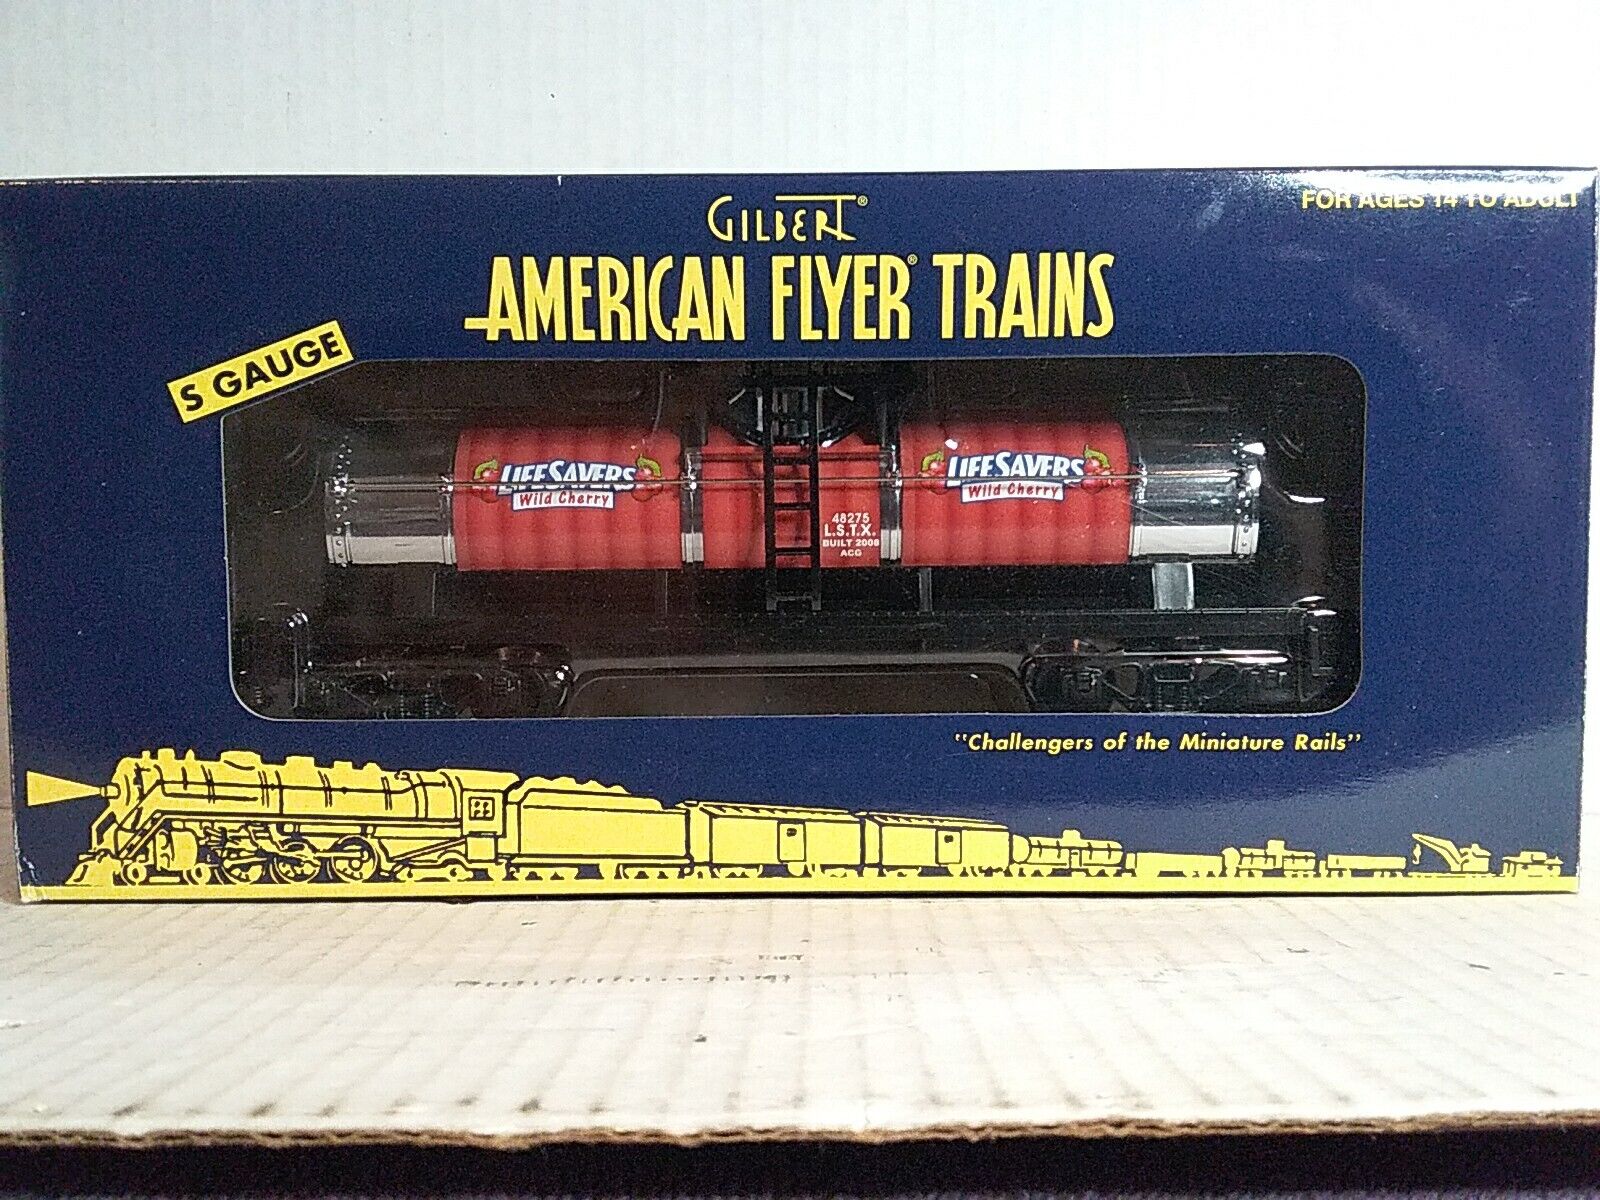 FOR AGES 14 TO ADULT
GILBERT®
AMERICAN FLYER® TRAINS
S GAUGE
LIFESAVERS
Wild Cherry
LIFESAVERS
Wild Cherry
48275
L.S.T.X.
BUILT 2008
ACG
"Challengers of the Miniature Rails"